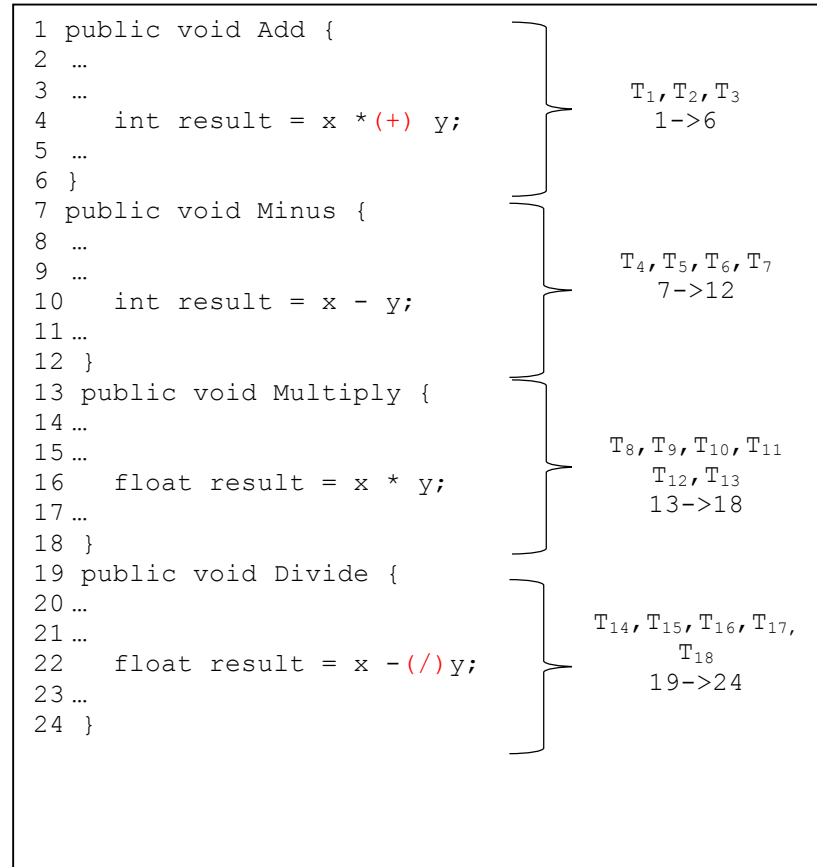 1 public void Add {
2 …
3 …
4 int result = x *(+) y;
5 …
6 }
T₁,T₂,T₃
1->6
7 public void Minus {
8 …
9 …
10 int result = x - y;
11 …
12 }
T₄,T₅,T₆,T₇
7->12
13 public void Multiply {
14 …
15 …
16 float result = x * y;
17 …
18 }
T₈,T₉,T₁₀,T₁₁
T₁₂,T₁₃
13->18
19 public void Divide {
20 …
21 …
22 float result = x -(/)y;
23 …
24 }
T₁₄,T₁₅,T₁₆,T₁₇,
T₁₈
19->24